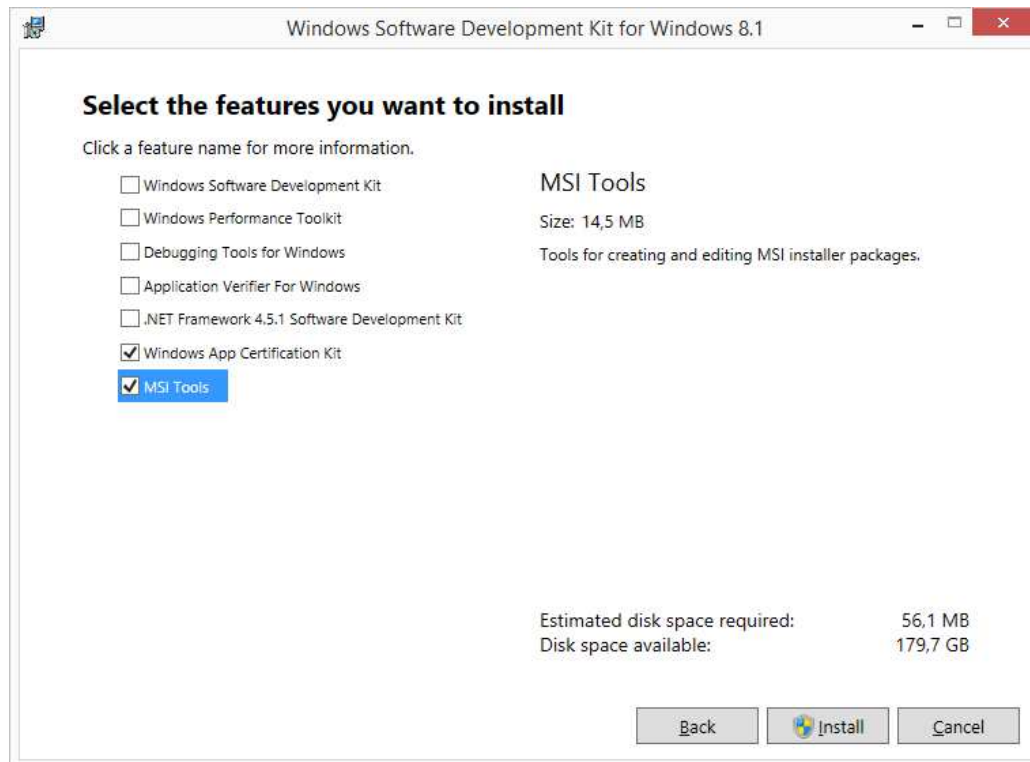 Windows Software Development Kit for Windows 8.1
Select the features you want to install
Click a feature name for more information.
Windows Software Development Kit
Windows Performance Toolkit
Debugging Tools for Windows
Application Verifier For Windows
.NET Framework 4.5.1 Software Development Kit
Windows App Certification Kit
MSI Tools
MSI Tools
Size: 14,5 MB
Tools for creating and editing MSI installer packages.
Estimated disk space required: 56,1 MB
Disk space available: 179,7 GB
Back Install Cancel